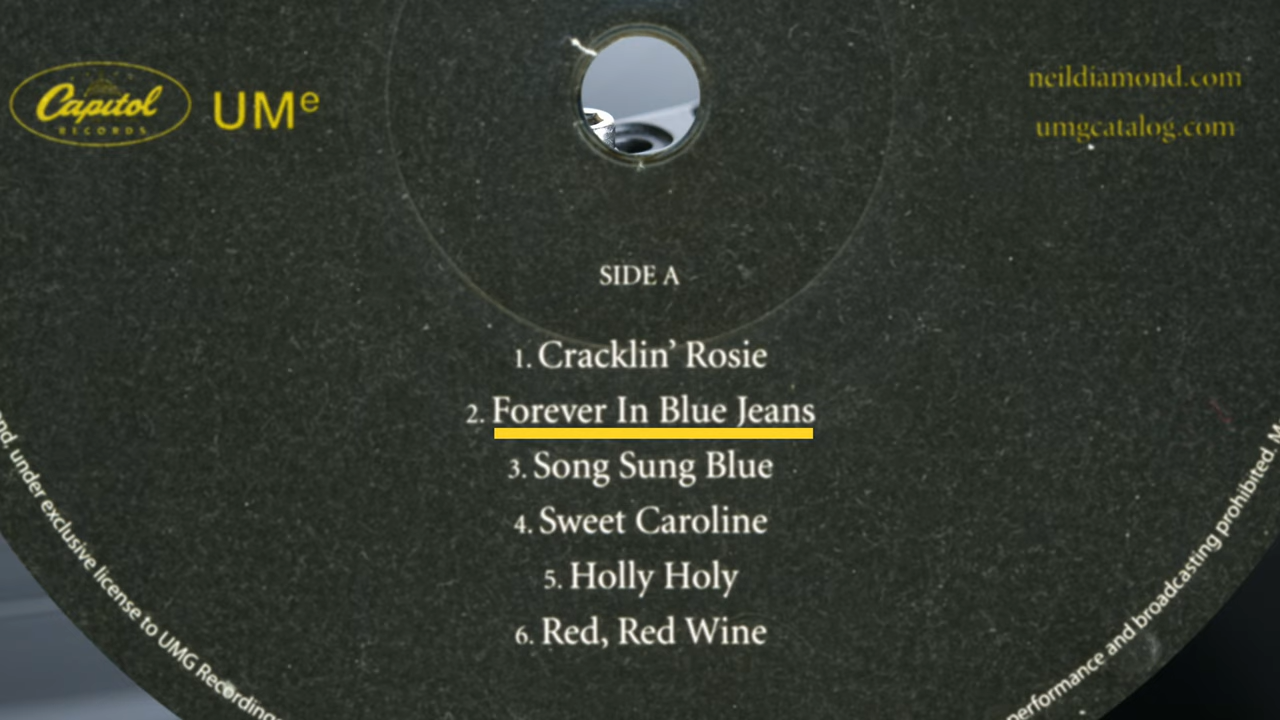 Capitol
RECORDS
UMe
neildiamond.com
umgcatalog.com
SIDE A
1. Cracklin’ Rosie
2. Forever In Blue Jeans
3. Song Sung Blue
4. Sweet Caroline
5. Holly Holy
6. Red, Red Wine
under exclusive license to UMG Recordings
performance and broadcasting prohibited.